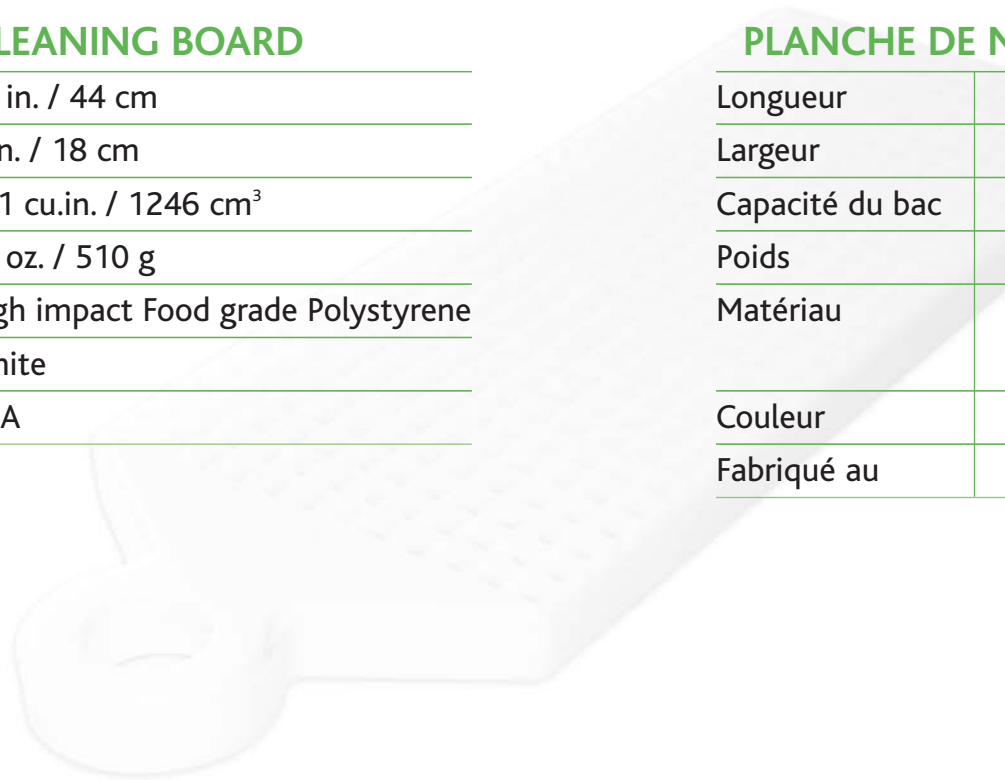 LEANING BOARD
in. / 44 cm
n. / 18 cm
1 cu.in. / 1246 cm³
oz. / 510 g
gh impact Food grade Polystyrene
hite
A
PLANCHE DE N
Longueur
Largeur
Capacité du bac
Poids
Matériau
Couleur
Fabriqué au